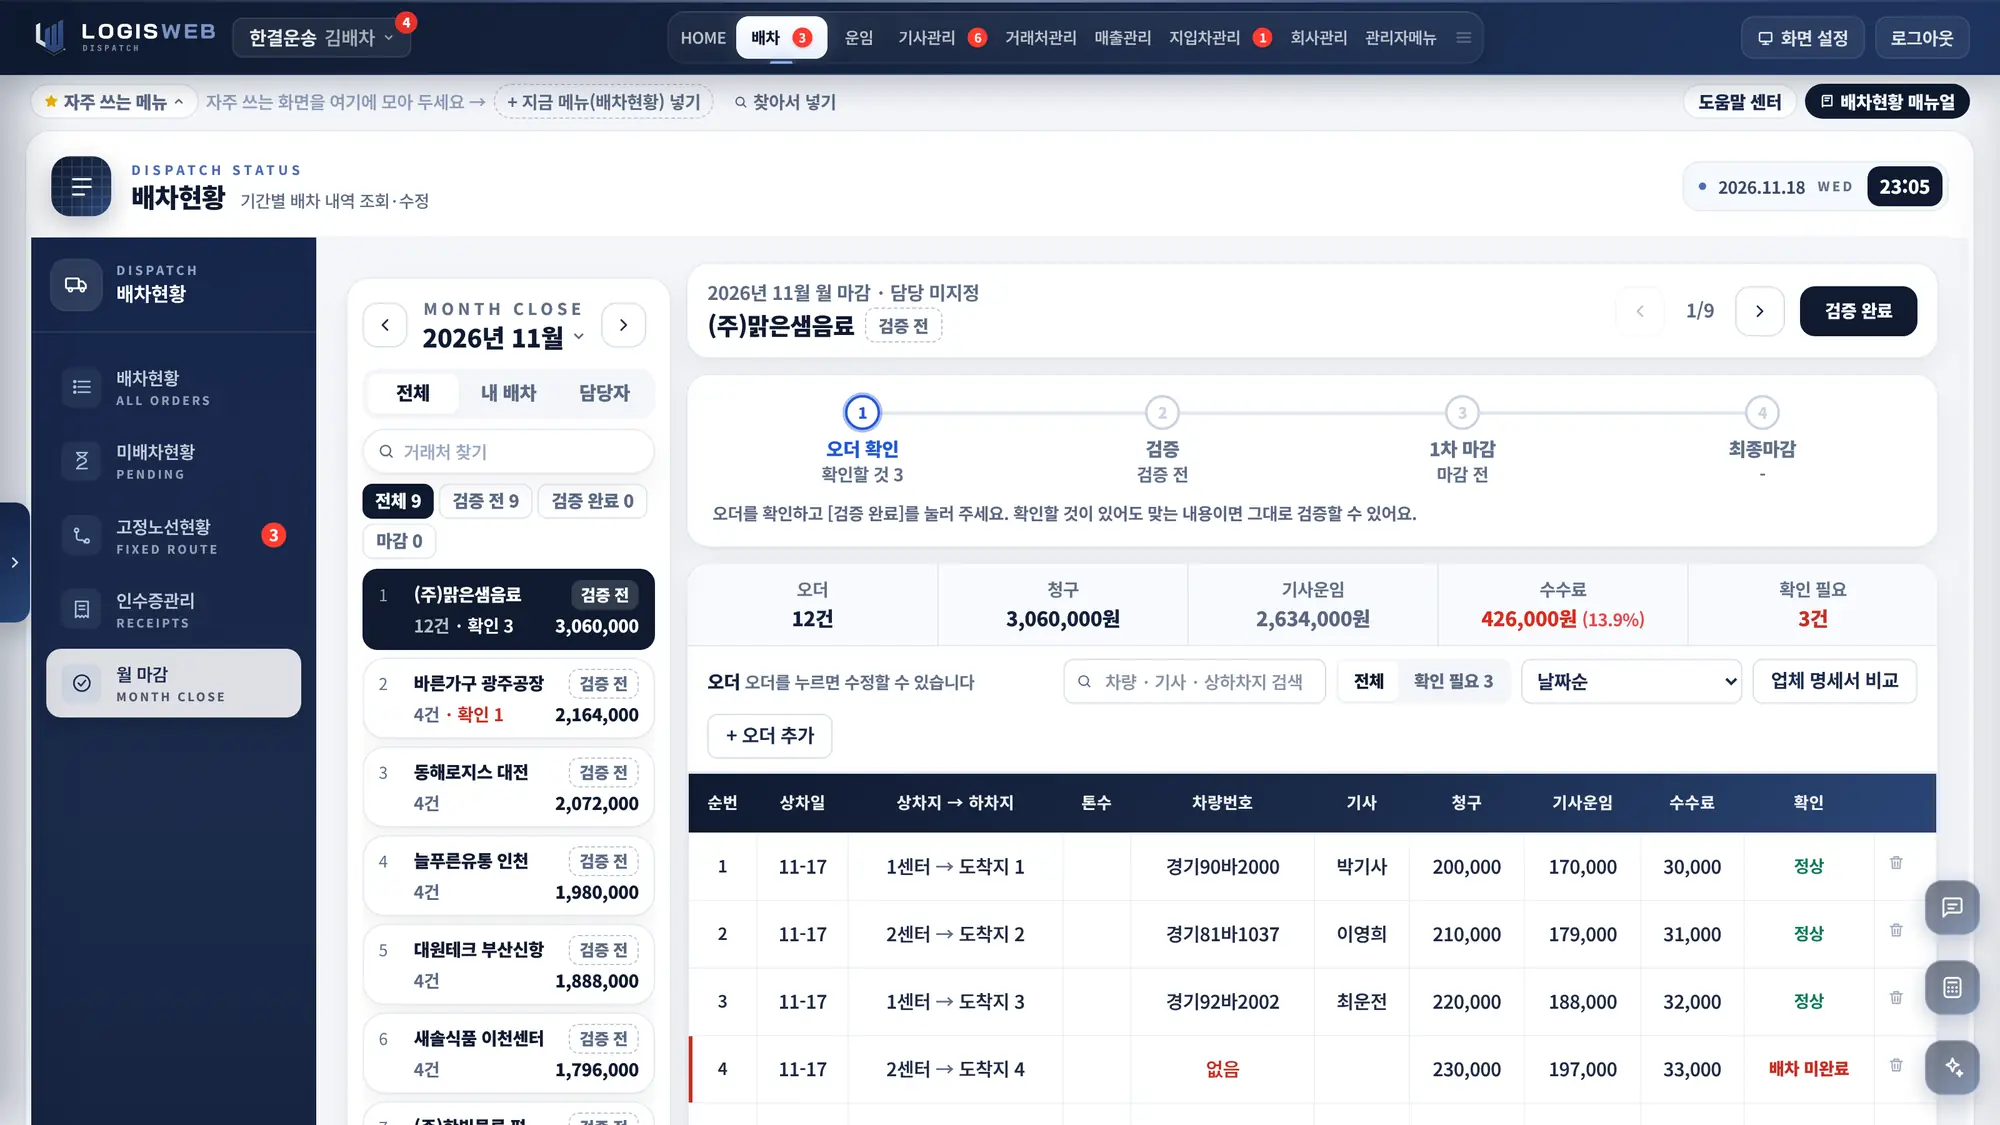 LOGISWEB
DISPATCH
한결운송 김배차
4
HOME 배차 3 운임 기사관리 6 거래처관리 매출관리 지입차관리 1 회사관리 관리자메뉴
화면 설정
로그아웃
자주 쓰는 메뉴
자주 쓰는 화면을 여기에 모아 두세요 →
+ 지금 메뉴(배차현황) 넣기
찾아서 넣기
도움말 센터
배차현황 매뉴얼
DISPATCH STATUS
배차현황 기간별 배차 내역 조회·수정
2026.11.18 WED 23:05
DISPATCH
배차현황
배차현황
ALL ORDERS
미배차현황
PENDING
고정노선현황
FIXED ROUTE
3
인수증관리
RECEIPTS
월 마감
MONTH CLOSE
MONTH CLOSE
2026년 11월
전체 내 배차 담당자
거래처 찾기
전체 9 검증 전 9 검증 완료 0
마감 0
1 (주)맑은샘음료 검증 전
12건 · 확인 3 3,060,000
2 바른가구 광주공장 검증 전
4건 · 확인 1 2,164,000
3 동해로지스 대전 검증 전
4건 2,072,000
4 늘푸른유통 인천 검증 전
4건 1,980,000
5 대원테크 부산신항 검증 전
4건 1,888,000
6 새솔식품 이천센터 검증 전
4건 1,796,000
2026년 11월 월 마감 · 담당 미지정
(주)맑은샘음료 검증 전
1/9
검증 완료
1 2 3 4
오더 확인 검증 1차 마감 최종마감
확인할 것 3 검증 전 마감 전 -
오더를 확인하고 [검증 완료]를 눌러 주세요. 확인할 것이 있어도 맞는 내용이면 그대로 검증할 수 있어요.
오더 청구 기사운임 수수료 확인 필요
12건 3,060,000원 2,634,000원 426,000원 (13.9%) 3건
오더 오더를 누르면 수정할 수 있습니다
차량 · 기사 · 상하차지 검색
전체 확인 필요 3
날짜순
업체 명세서 비교
+ 오더 추가
순번 상차일 상차지 → 하차지 톤수 차량번호 기사 청구 기사운임 수수료 확인
1 11-17 1센터 → 도착지 1 경기90바2000 박기사 200,000 170,000 30,000 정상
2 11-17 2센터 → 도착지 2 경기81바1037 이영희 210,000 179,000 31,000 정상
3 11-17 1센터 → 도착지 3 경기92바2002 최운전 220,000 188,000 32,000 정상
4 11-17 2센터 → 도착지 4 없음 230,000 197,000 33,000 배차 미완료